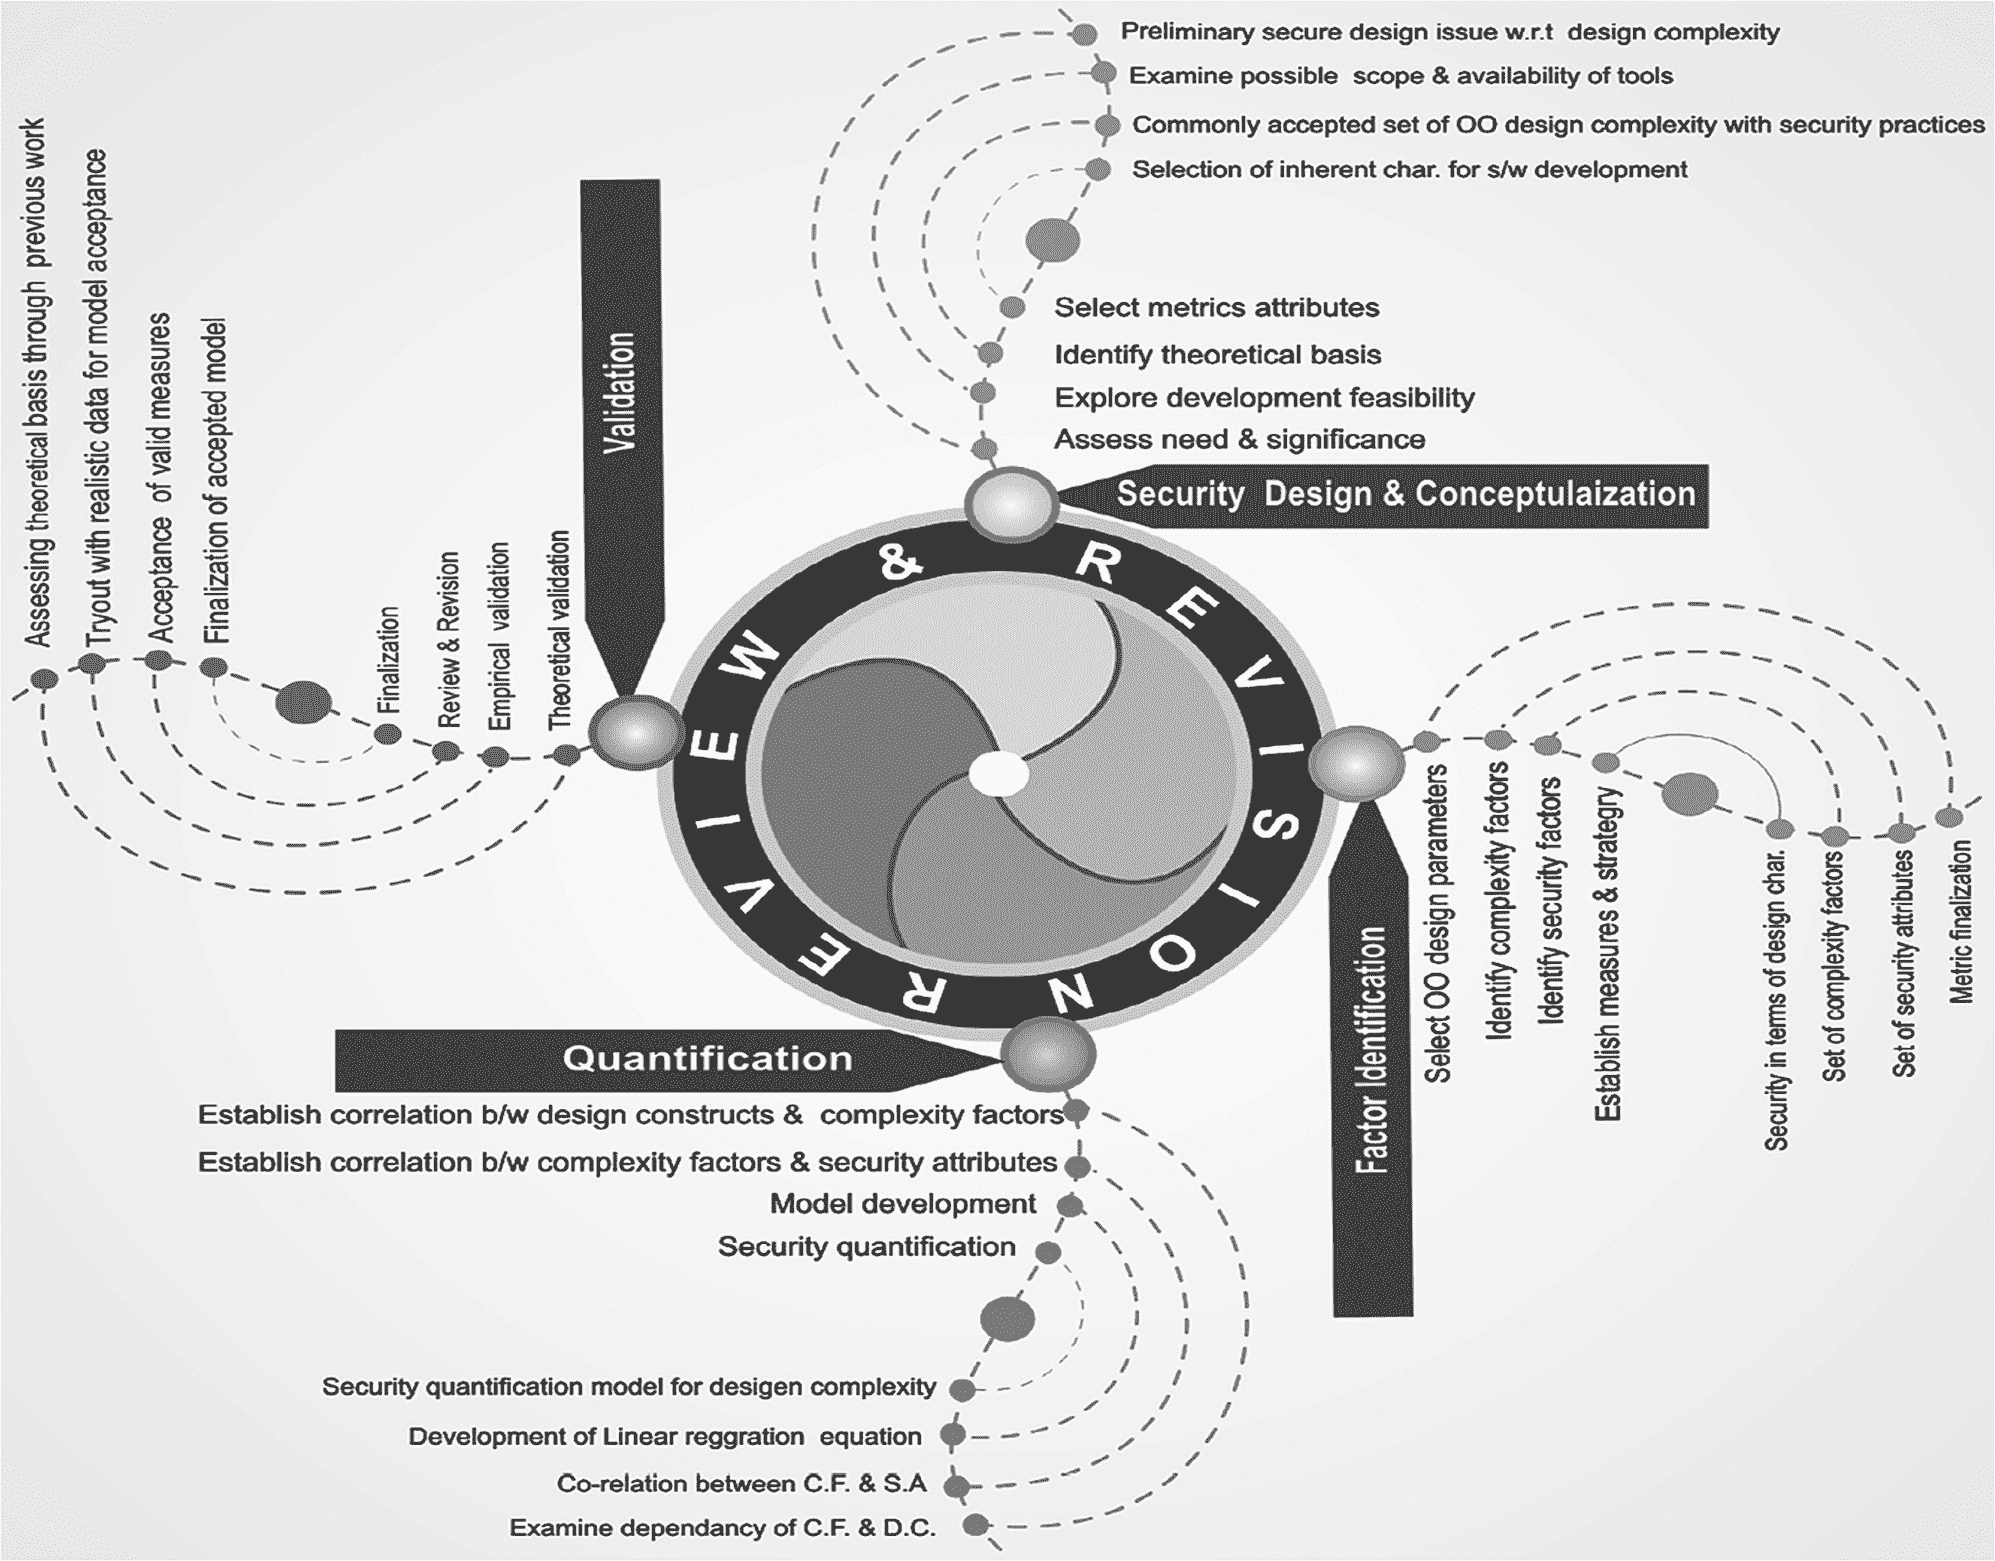 Preliminary secure design issue w.r.t design complexity
Examine possible scope & availability of tools
Commonly accepted set of OO design complexity with security practices
Selection of inherent char. for s/w development
Select metrics attributes
Identify theoretical basis
Explore development feasibility
Assess need & significance
Security Design & Conceptulaization
Assessing theoretical basis through previous work
Tryout with realistic data for model acceptance
Acceptance of valid measures
Finalization of accepted model
Finalization
Review & Revision
Empirical validation
Theoretical validation
Validation
REVIEW & REVISION
Factor Identification
Select OO design parameters
Identify complexity factors
Identify security factors
Establish measures & strategry
Security in terms of design char.
Set of complexity factors
Set of security attributes
Metric finalization
Quantification
Establish correlation b/w design constructs & complexity factors
Establish correlation b/w complexity factors & security attributes
Model development
Security quantification
Security quantification model for desigen complexity
Development of Linear reggration equation
Co-relation between C.F. & S.A
Examine dependancy of C.F. & D.C.